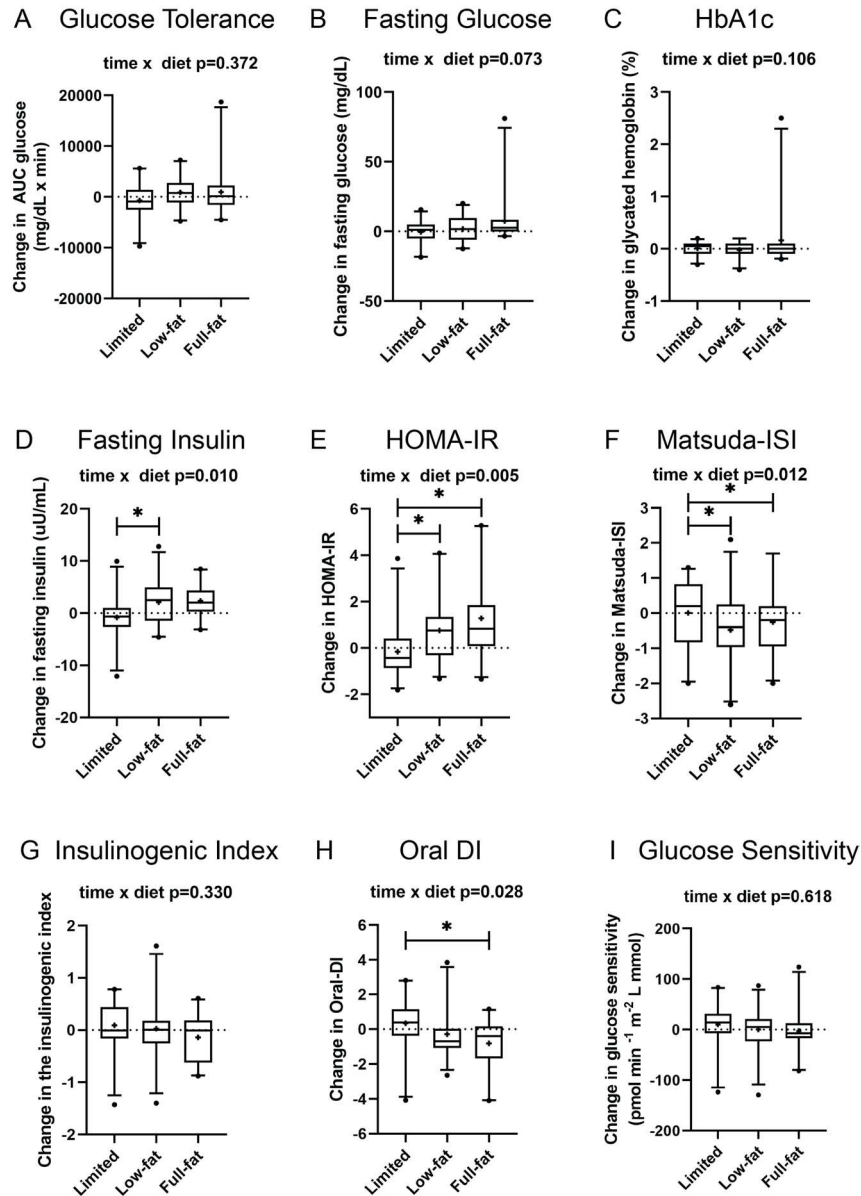 A Glucose Tolerance
time x diet p=0.372
Change in AUC glucose
(mg/dL x min)
20000
10000
0
-10000
-20000
Limited
Low-fat
Full-fat
B Fasting Glucose
time x diet p=0.073
Change in fasting glucose (mg/dL)
100
50
0
-50
Limited
Low-fat
Full-fat
C HbA1c
time x diet p=0.106
Change in glycated hemoglobin (%)
3
2
1
0
-1
Limited
Low-fat
Full-fat
D Fasting Insulin
time x diet p=0.010
Change in fasting insulin (uU/mL)
20
10
0
-10
-20
*
Limited
Low-fat
Full-fat
E HOMA-IR
time x diet p=0.005
Change in HOMA-IR
6
4
2
0
-2
*
*
Limited
Low-fat
Full-fat
F Matsuda-ISI
time x diet p=0.012
Change in Matsuda-ISI
3
2
1
0
-1
-2
-3
*
*
Limited
Low-fat
Full-fat
G Insulinogenic Index
time x diet p=0.330
Change in the insulinogenic index
2
1
0
-1
-2
Limited
Low-fat
Full-fat
H Oral DI
time x diet p=0.028
Change in Oral-DI
6
4
2
0
-2
-4
-6
*
Limited
Low-fat
Full-fat
I Glucose Sensitivity
time x diet p=0.618
Change in glucose sensitivity
(pmol min -1 m-2 L mmol)
200
100
0
-100
-200
Limited
Low-fat
Full-fat